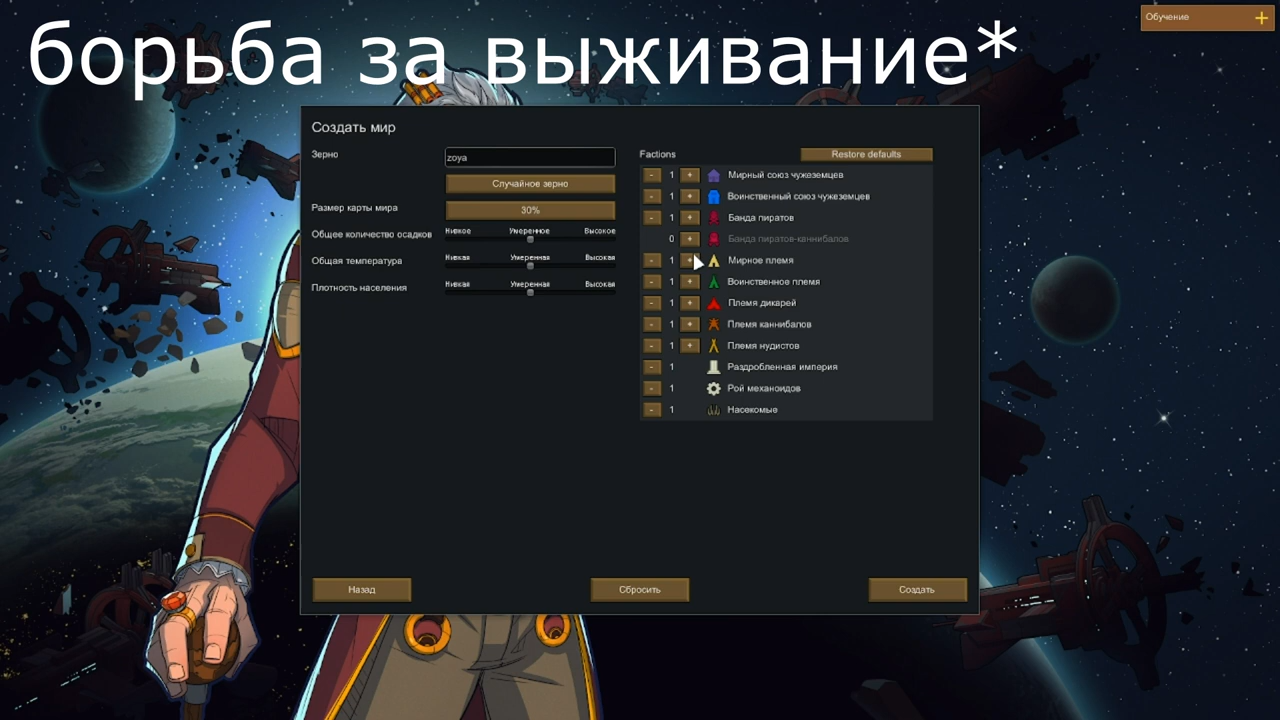 борьба за выживание*
Обучение +
Создать мир
Зерно
zoya
Случайное зерно
Размер карты мира
30%
Общее количество осадков
Низкое Умеренное Высокое
Общая температура
Низкая Умеренная Высокая
Плотность населения
Низкая Умеренная Высокая
Factions
Restore defaults
- 1 + Мирный союз чужеземцев
- 1 + Воинственный союз чужеземцев
- 1 + Банда пиратов
0 + Банда пиратов-каннибалов
- 1 + Мирное племя
- 1 + Воинственное племя
- 1 + Племя дикарей
- 1 + Племя каннибалов
- 1 + Племя нудистов
- 1 Раздробленная империя
- 1 Рой механоидов
- 1 Насекомые
Назад
Сбросить
Создать